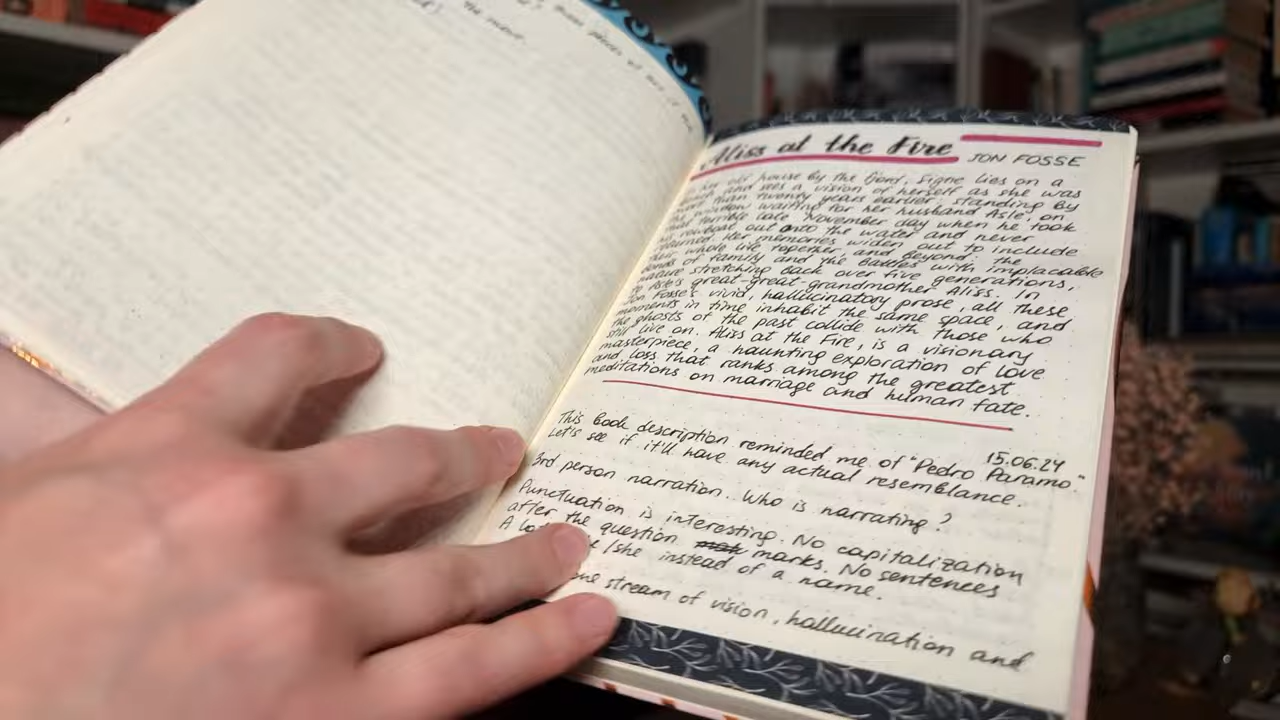 the movie.
Aliss at the Fire
JON FOSSE
her old house by the fjord, Signe lies on a
and sees a vision of herself as she was
more than twenty years earlier, standing by
window waiting for her husband Asle, on
that terrible late November day when he took
his rowboat out onto the water and never
returned. Her memories widen out to include
their whole life together, and beyond: the
bonds of family and the battles with implacable
nature stretching back over five generations,
to Asle's great-great-grandmother Aliss. In
Jon Fosse's vivid, hallucinatory prose, all these
moments in time inhabit the same space, and
the ghosts of the past collide with those who
still live on. Aliss at the Fire, is a visionary
masterpiece, a haunting exploration of love
and loss that ranks among the greatest
meditations on marriage and human fate.
15.06.24
This book description reminded me of "Pedro Paramo."
Let's see if it'll have any actual resemblance.
3rd person narration. Who is narrating?
Punctuation is interesting. No capitalization
after the question marks. No sentences
A /she instead of a name.
one stream of vision, hallucination and